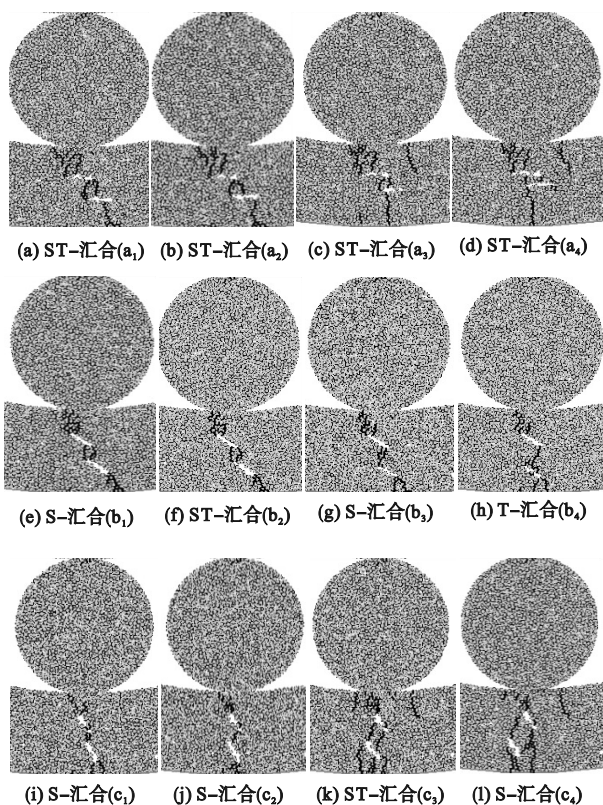 (a) ST-汇合(a₁) (b) ST-汇合(a₂) (c) ST-汇合(a₃) (d) ST-汇合(a₄)
(e) S-汇合(b₁) (f) ST-汇合(b₂) (g) S-汇合(b₃) (h) T-汇合(b₄)
(i) S-汇合(c₁) (j) S-汇合(c₂) (k) ST-汇合(c₃) (l) S-汇合(c₄)